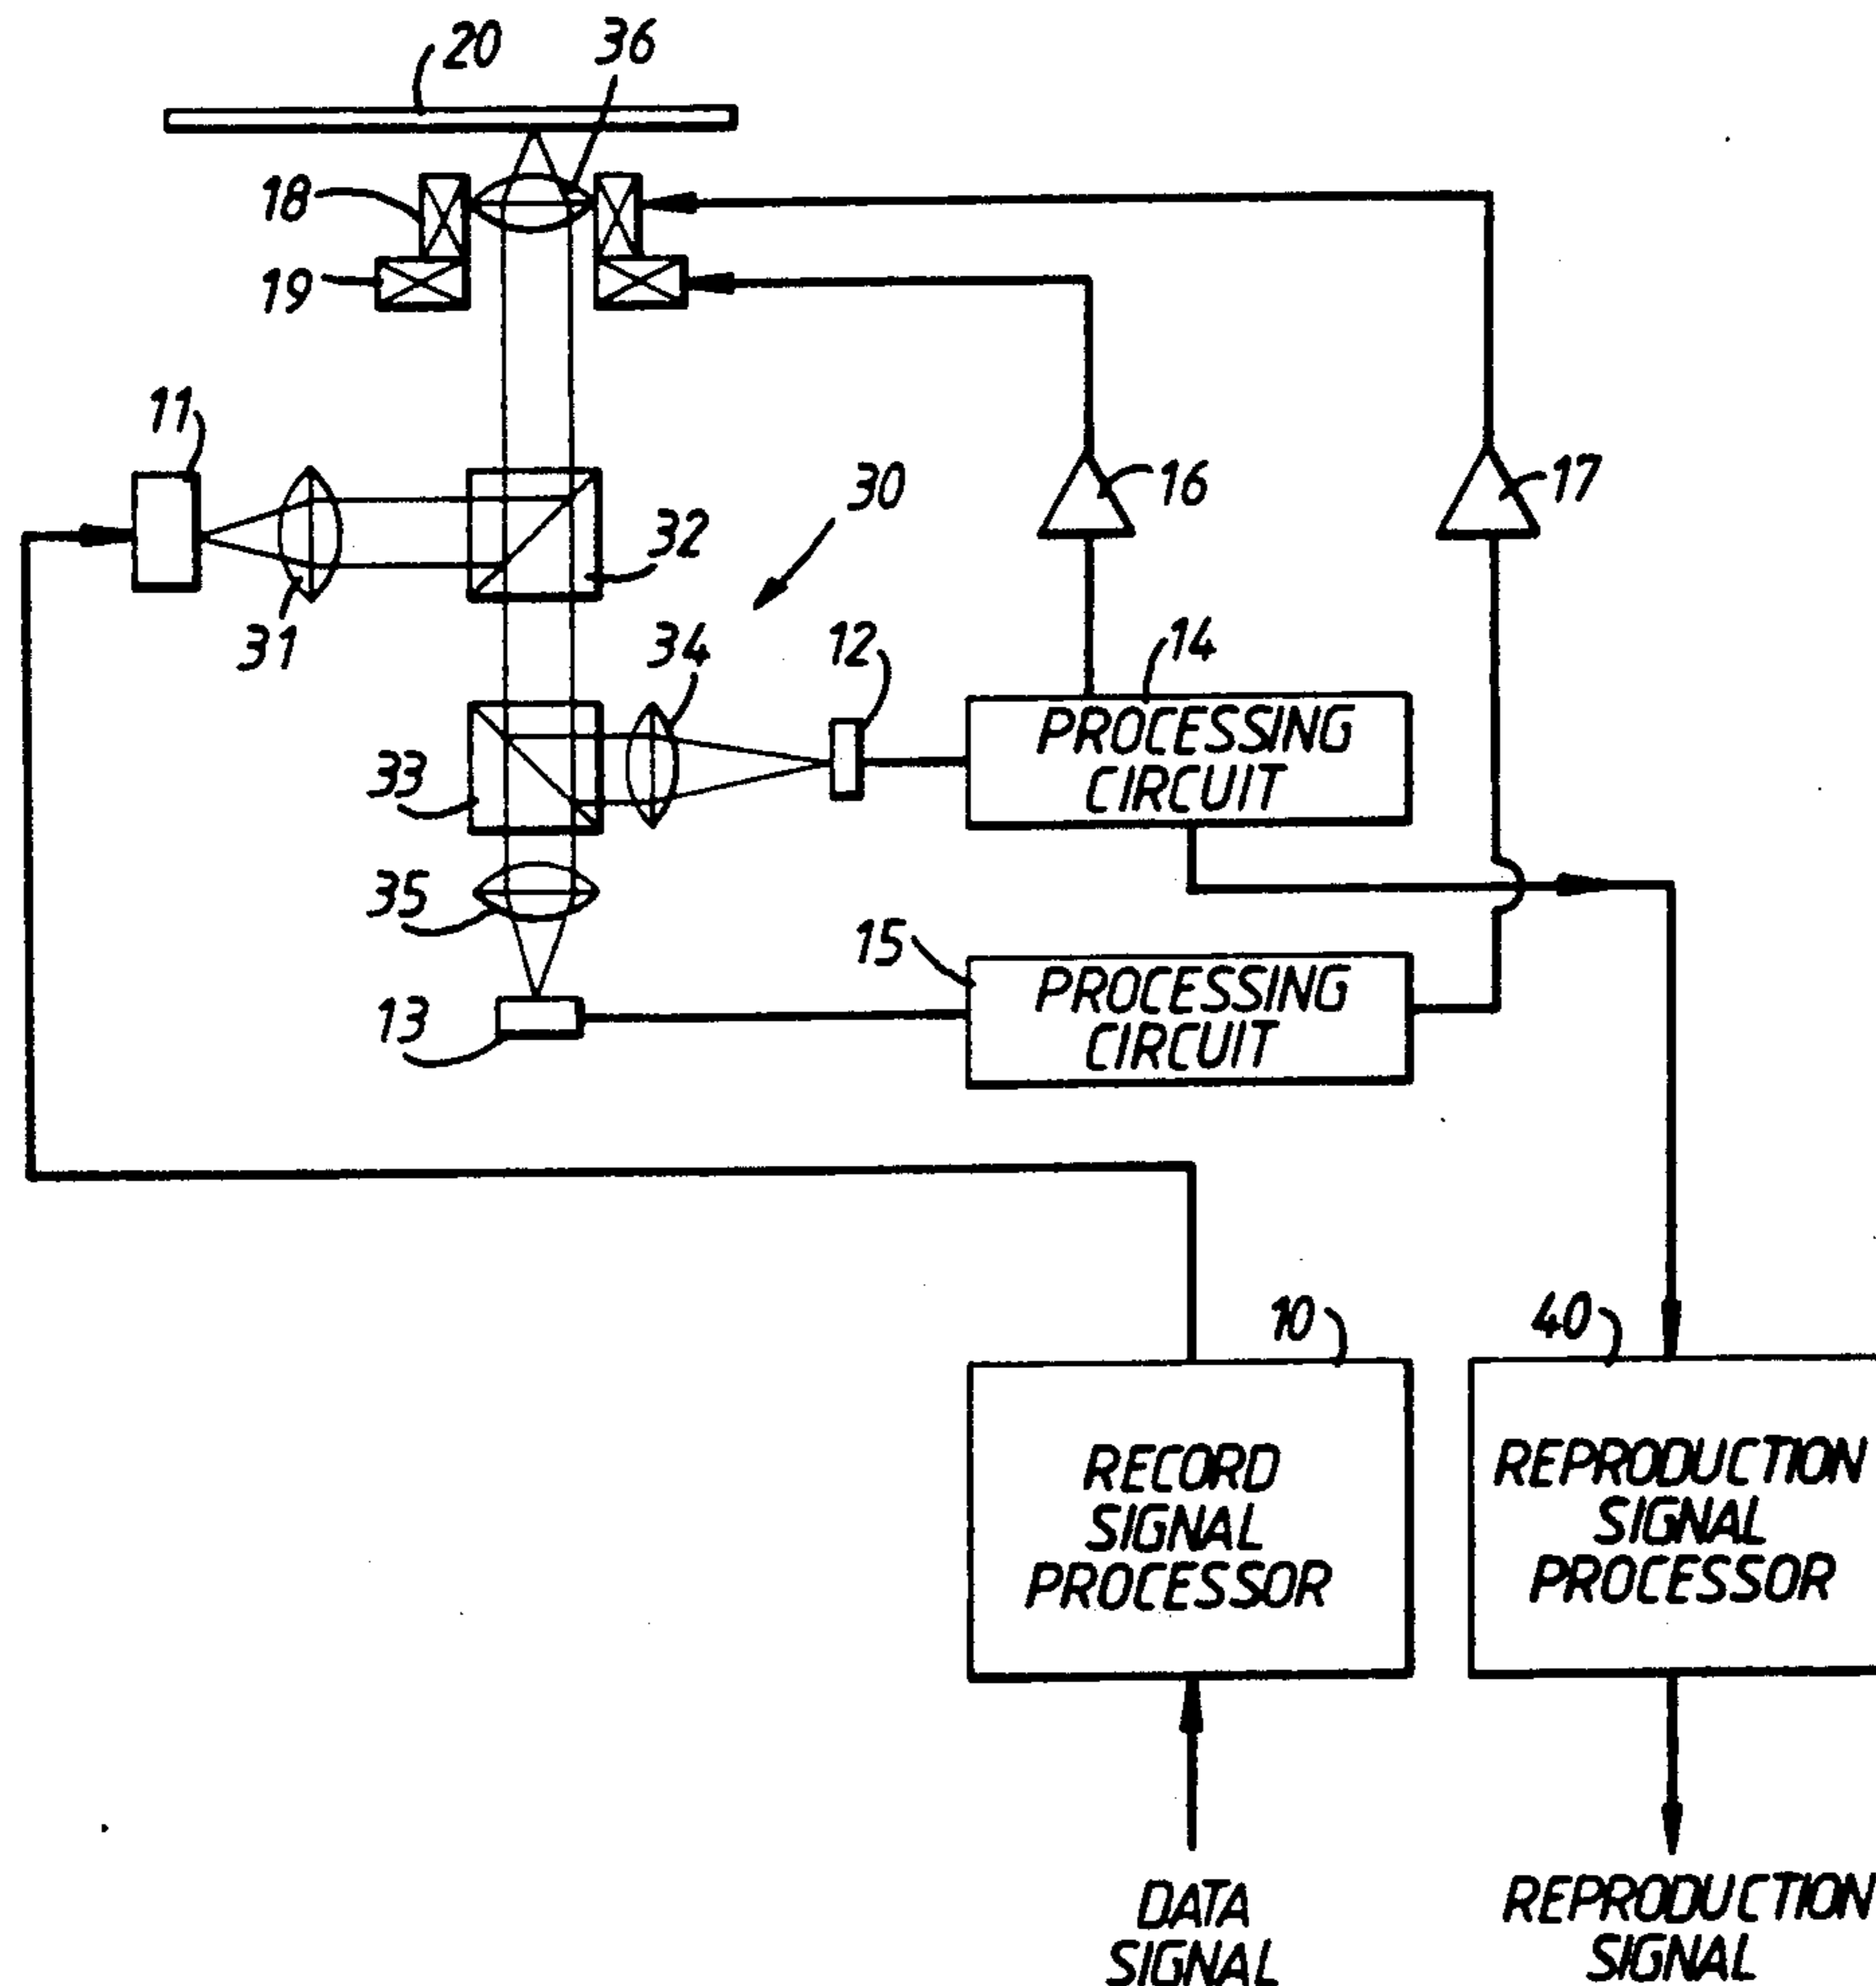 20
36
18
19
11
16
17
30
32
31
34
12
14
PROCESSING
CIRCUIT
33
35
15
PROCESSING
CIRCUIT
13
10
40
RECORD
SIGNAL
PROCESSOR
REPRODUCTION
SIGNAL
PROCESSOR
DATA
SIGNAL
REPRODUCTION
SIGNAL